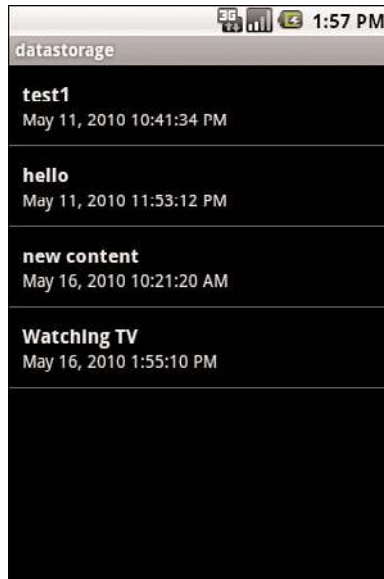 3G 1:57 PM
datastorage
test1
May 11, 2010 10:41:34 PM
hello
May 11, 2010 11:53:12 PM
new content
May 16, 2010 10:21:20 AM
Watching TV
May 16, 2010 1:55:10 PM